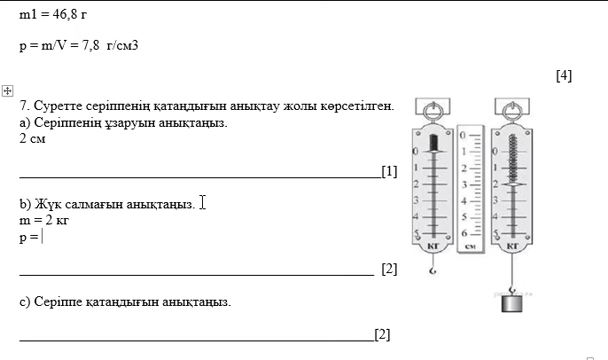 m1 = 46,8 г
p = m/V = 7,8 г/см3
[4]
7. Суретте серіппенің қатаңдығын анықтау жолы көрсетілген.
a) Серіппенің ұзаруын анықтаңыз.
2 см
[1]
b) Жүк салмағын анықтаңыз.
m = 2 кг
p =
[2]
c) Серіппе қатаңдығын анықтаңыз.
[2]
0
1
2
3
4
5
КГ
0
1
2
3
4
5
6
см
0
1
2
3
4
5
КГ